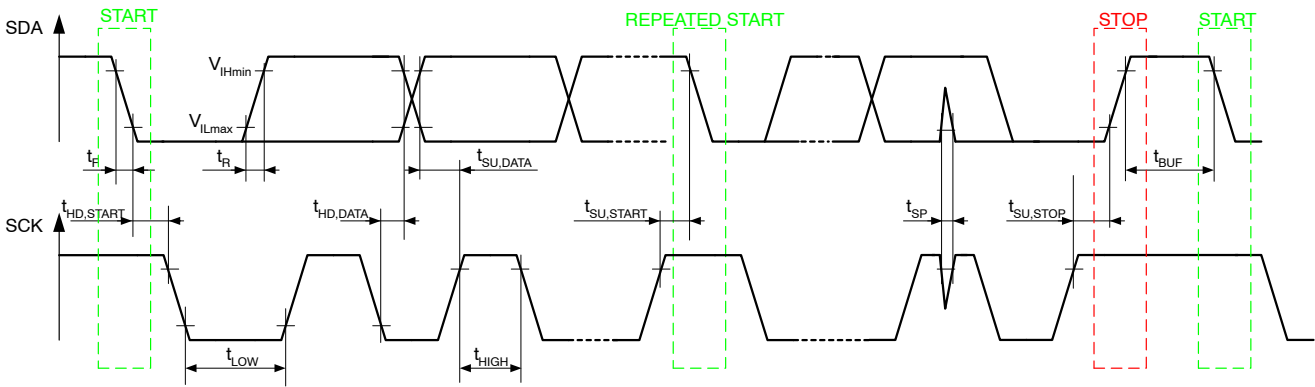 START
REPEATED START
STOP
START
SDA
VIHmin
VILmax
tF
tR
tSU,DATA
tBUF
tHD,START
tHD,DATA
tSU,START
tSP
tSU,STOP
SCK
tLOW
tHIGH